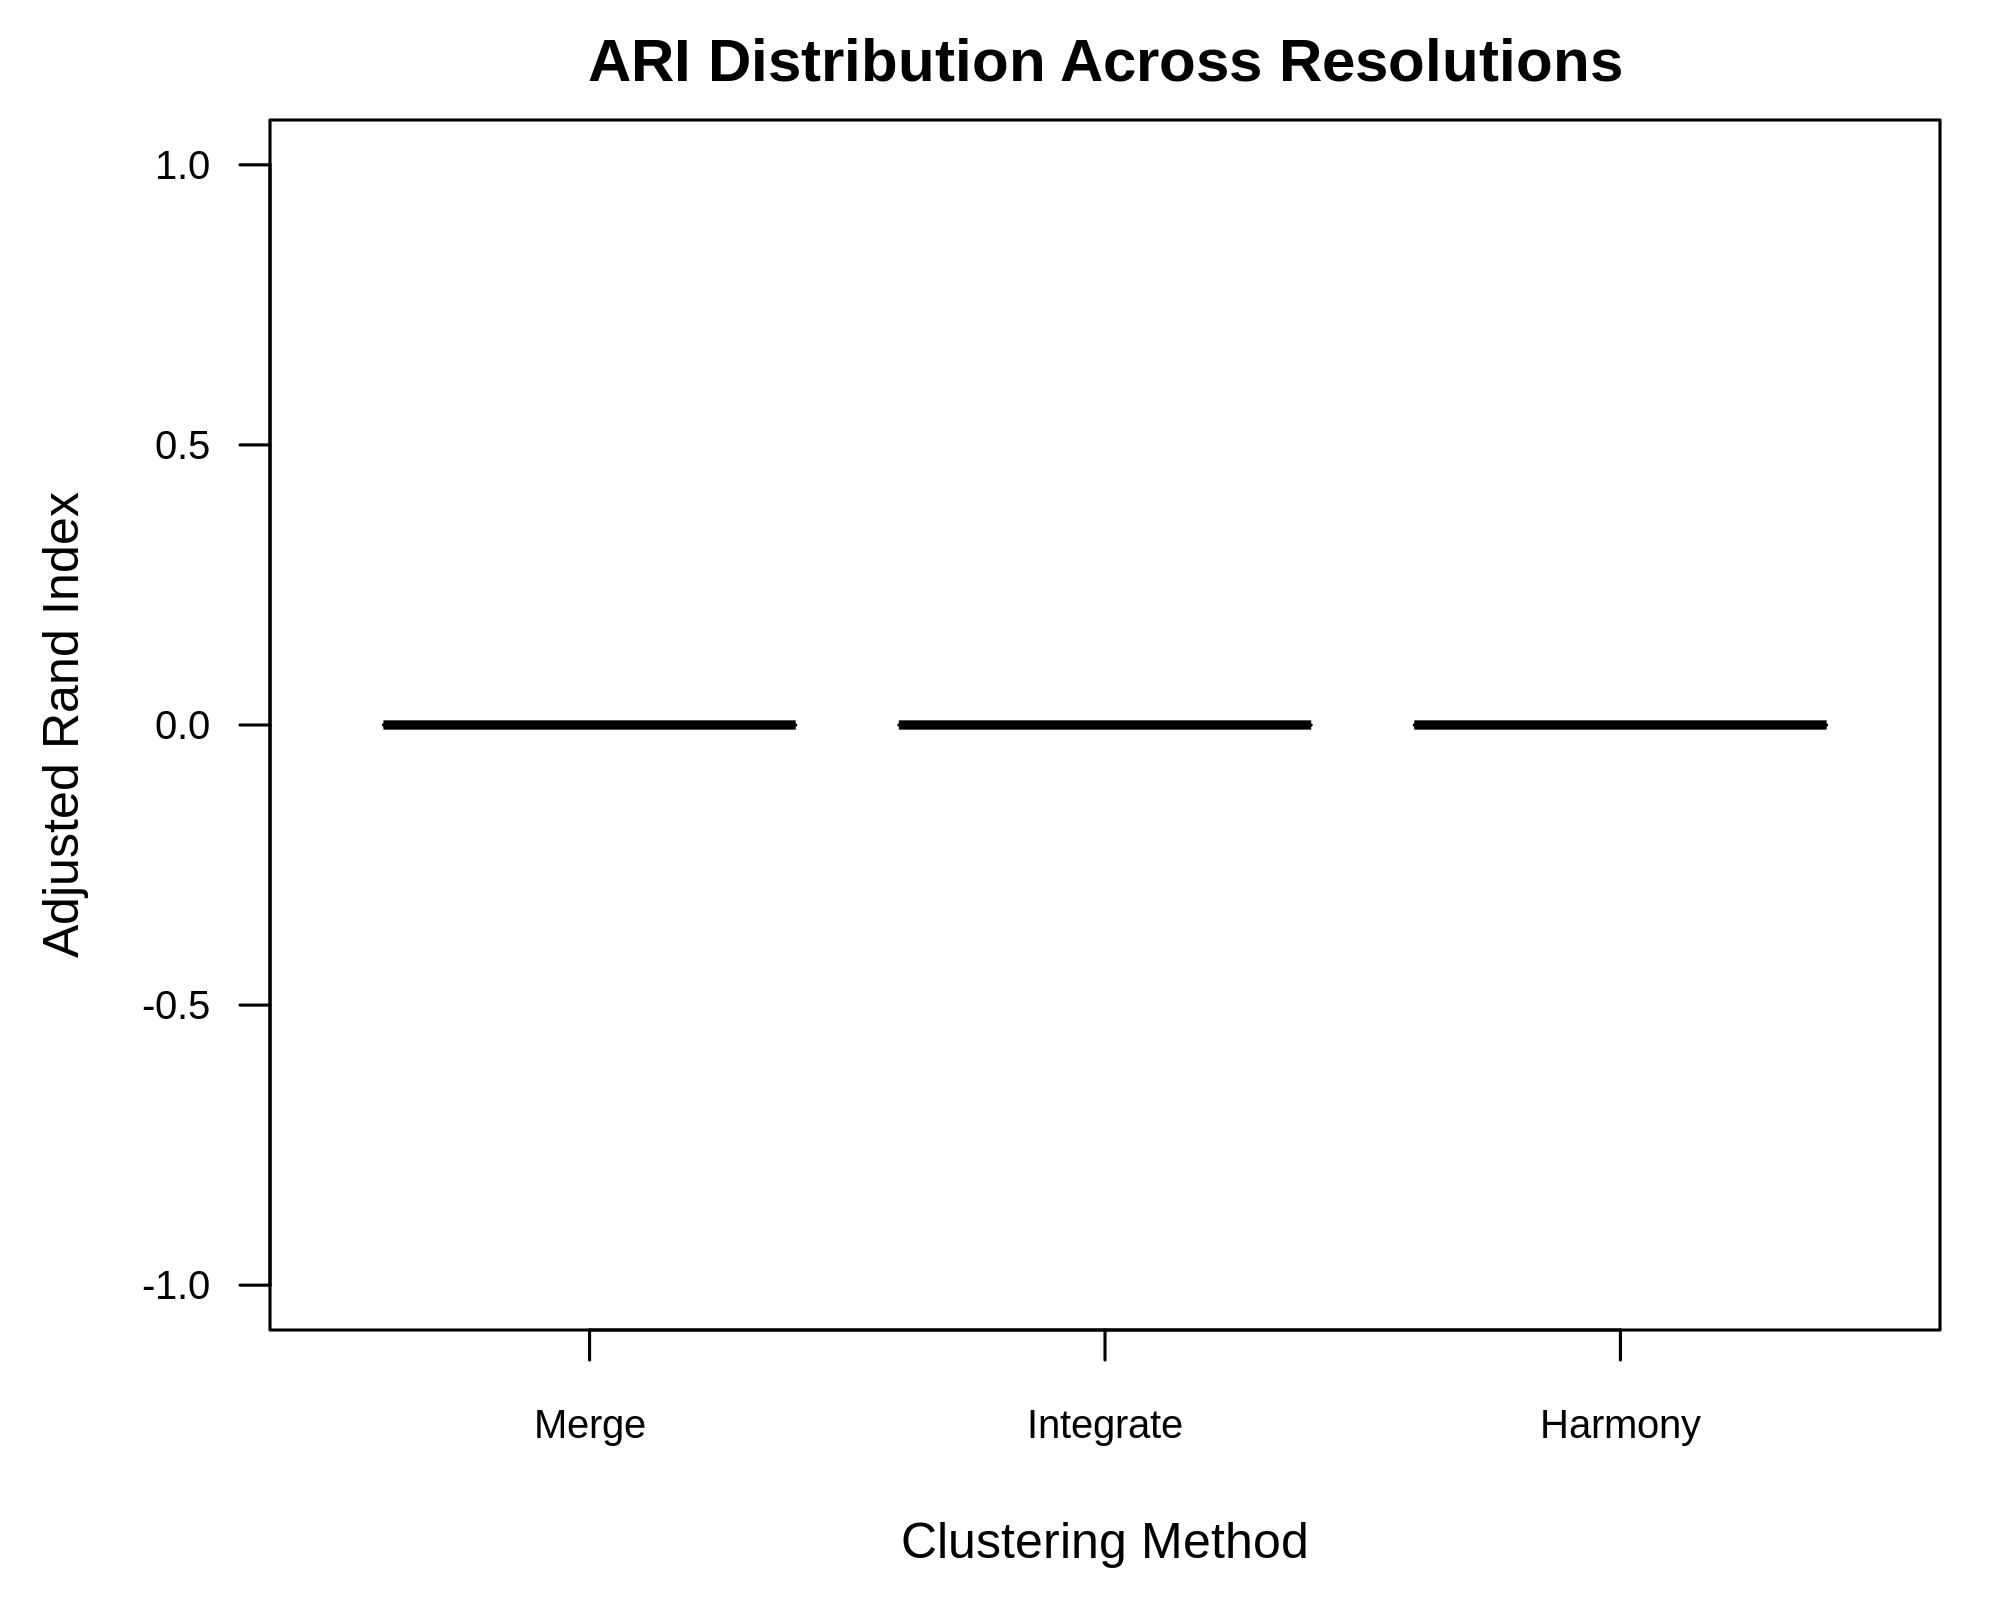 ARI Distribution Across Resolutions
1.0
0.5
0.0
-0.5
-1.0
Adjusted Rand Index
Merge
Integrate
Harmony
Clustering Method